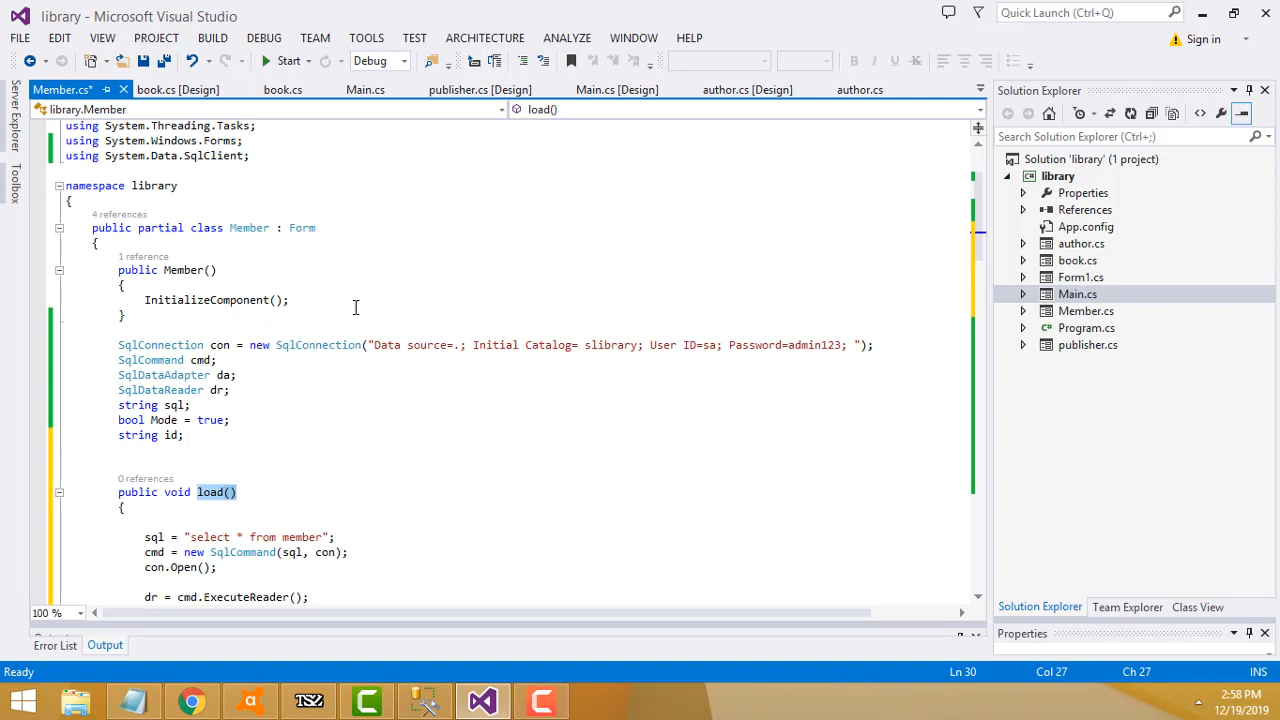 library - Microsoft Visual Studio
Quick Launch (Ctrl+Q)
FILE EDIT VIEW PROJECT BUILD DEBUG TEAM TOOLS TEST ARCHITECTURE ANALYZE WINDOW HELP
Sign in
Start Debug
Server Explorer
Toolbox
Member.cs* book.cs [Design] book.cs Main.cs publisher.cs [Design] Main.cs [Design] author.cs [Design] author.cs
library.Member load()
using System.Threading.Tasks;
using System.Windows.Forms;
using System.Data.SqlClient;
namespace library
{
4 references
public partial class Member : Form
{
1 reference
public Member()
{
InitializeComponent();
}
SqlConnection con = new SqlConnection("Data source=.; Initial Catalog= slibrary; User ID=sa; Password=admin123; ");
SqlCommand cmd;
SqlDataAdapter da;
SqlDataReader dr;
string sql;
bool Mode = true;
string id;
0 references
public void load()
{
sql = "select * from member";
cmd = new SqlCommand(sql, con);
con.Open();
dr = cmd.ExecuteReader();
100 %
Error List Output
Solution Explorer
Search Solution Explorer (Ctrl+;)
Solution 'library' (1 project)
C# library
Properties
References
App.config
author.cs
book.cs
Form1.cs
Main.cs
Member.cs
Program.cs
publisher.cs
Solution Explorer Team Explorer Class View
Properties
Ready Ln 30 Col 27 Ch 27 INS
TSZ
2:58 PM
12/19/2019